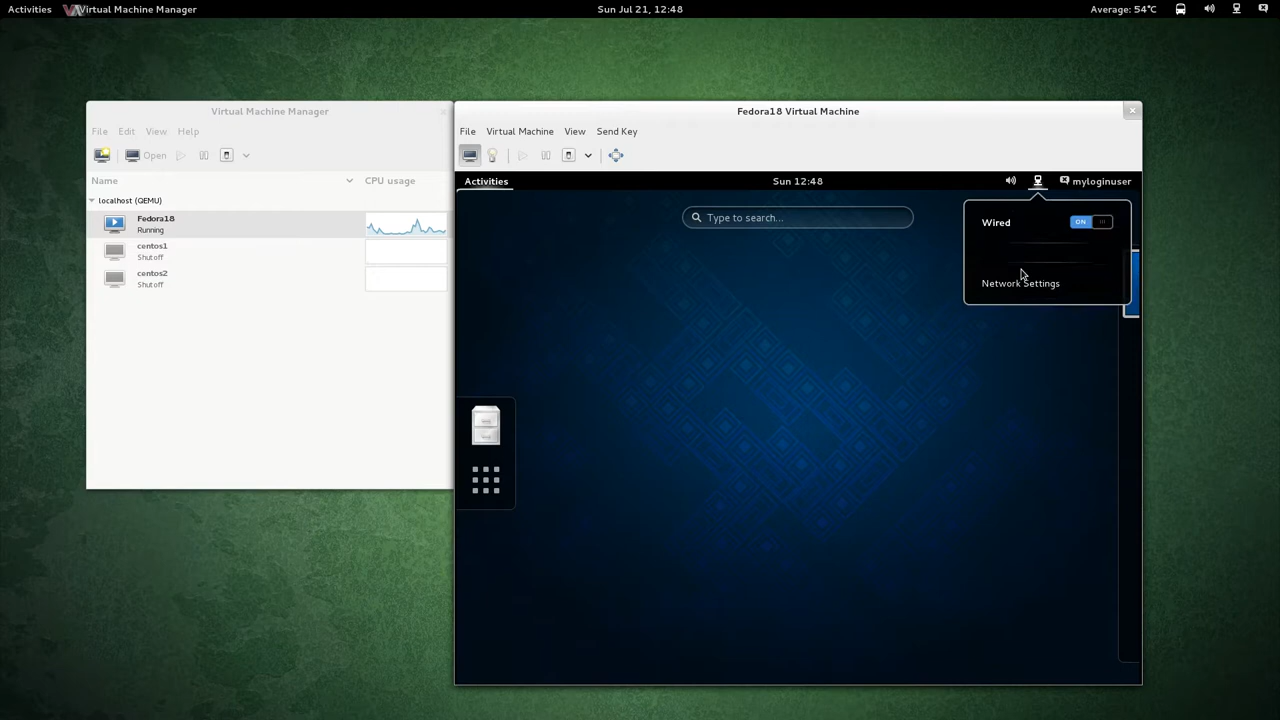 Activities Virtual Machine Manager Sun Jul 21, 12:48 Average: 54°C
Virtual Machine Manager
File Edit View Help
Open
Name CPU usage
localhost (QEMU)
Fedora18
Running
centos1
Shutoff
centos2
Shutoff
Fedora18 Virtual Machine
File Virtual Machine View Send Key
Activities Sun 12:48 myloginuser
Type to search...
Wired ON
Network Settings